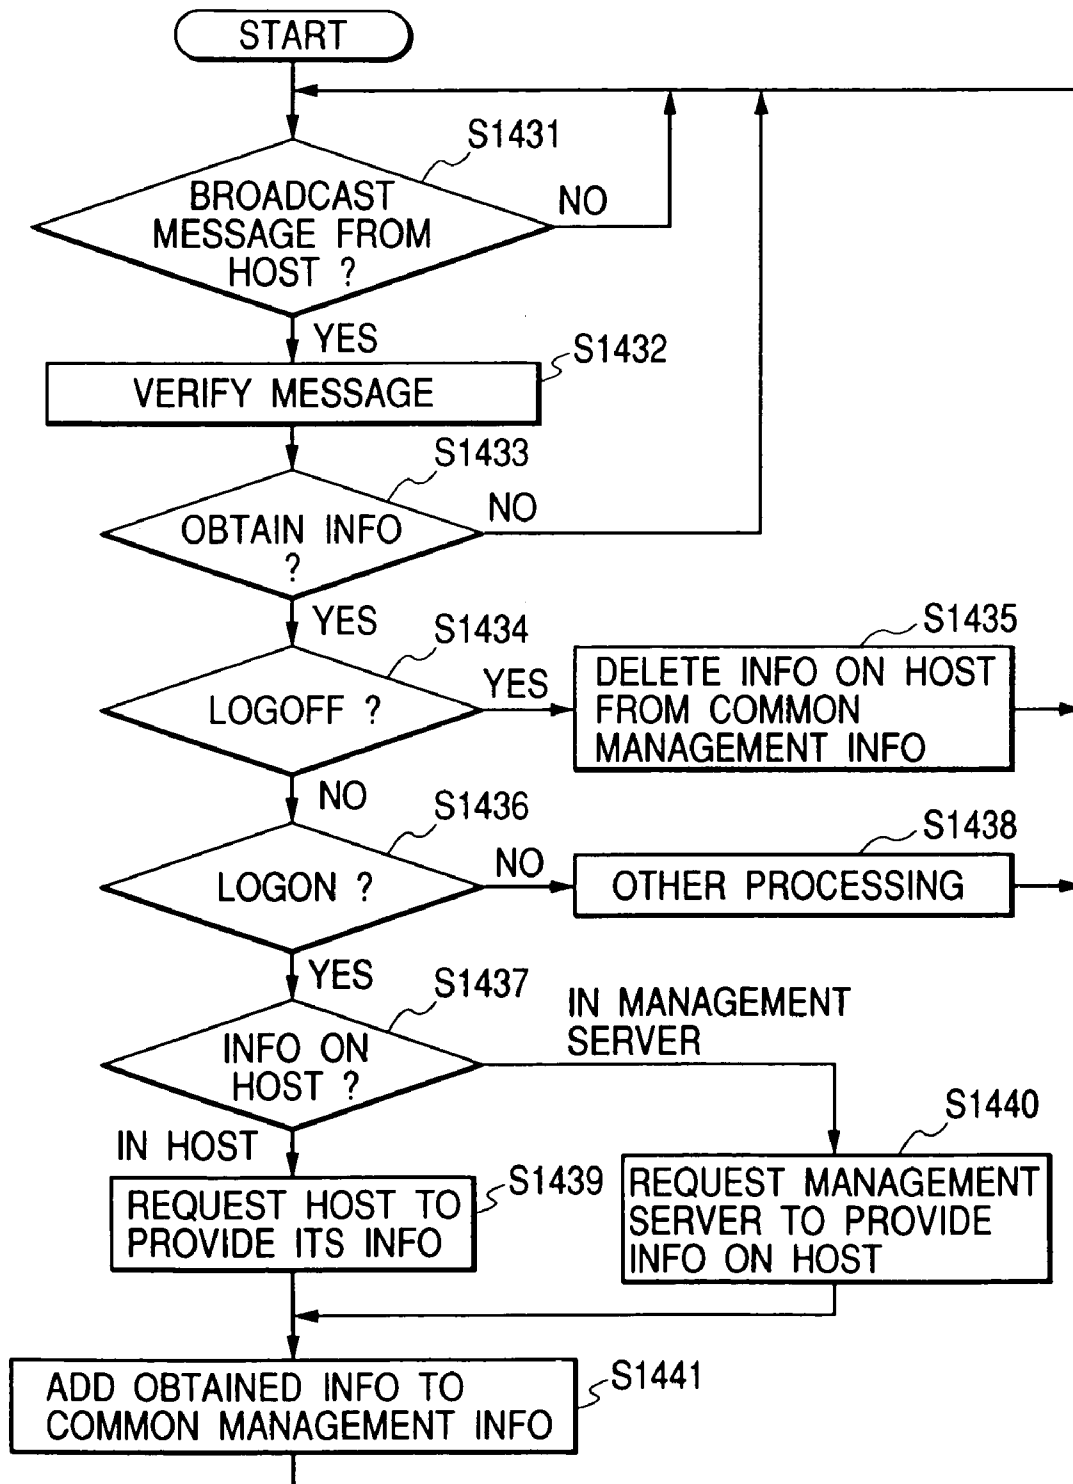 START
S1431
BROADCAST
MESSAGE FROM
HOST ?
NO
YES
S1432
VERIFY MESSAGE
S1433
OBTAIN INFO
?
NO
YES
S1434
LOGOFF ?
YES
S1435
DELETE INFO ON HOST
FROM COMMON
MANAGEMENT INFO
NO
S1436
LOGON ?
NO
S1438
OTHER PROCESSING
YES
S1437
INFO ON
HOST ?
IN MANAGEMENT
SERVER
IN HOST
S1439
REQUEST HOST TO
PROVIDE ITS INFO
S1440
REQUEST MANAGEMENT
SERVER TO PROVIDE
INFO ON HOST
S1441
ADD OBTAINED INFO TO
COMMON MANAGEMENT INFO